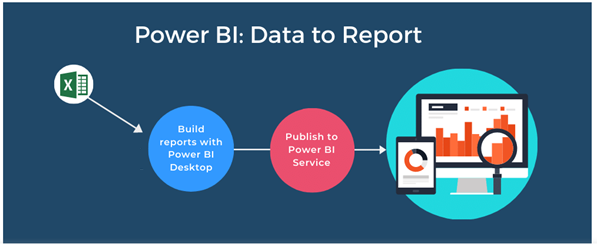 Power BI: Data to Report
X
Build
reports with
Power BI
Desktop
Publish to
Power BI
Service